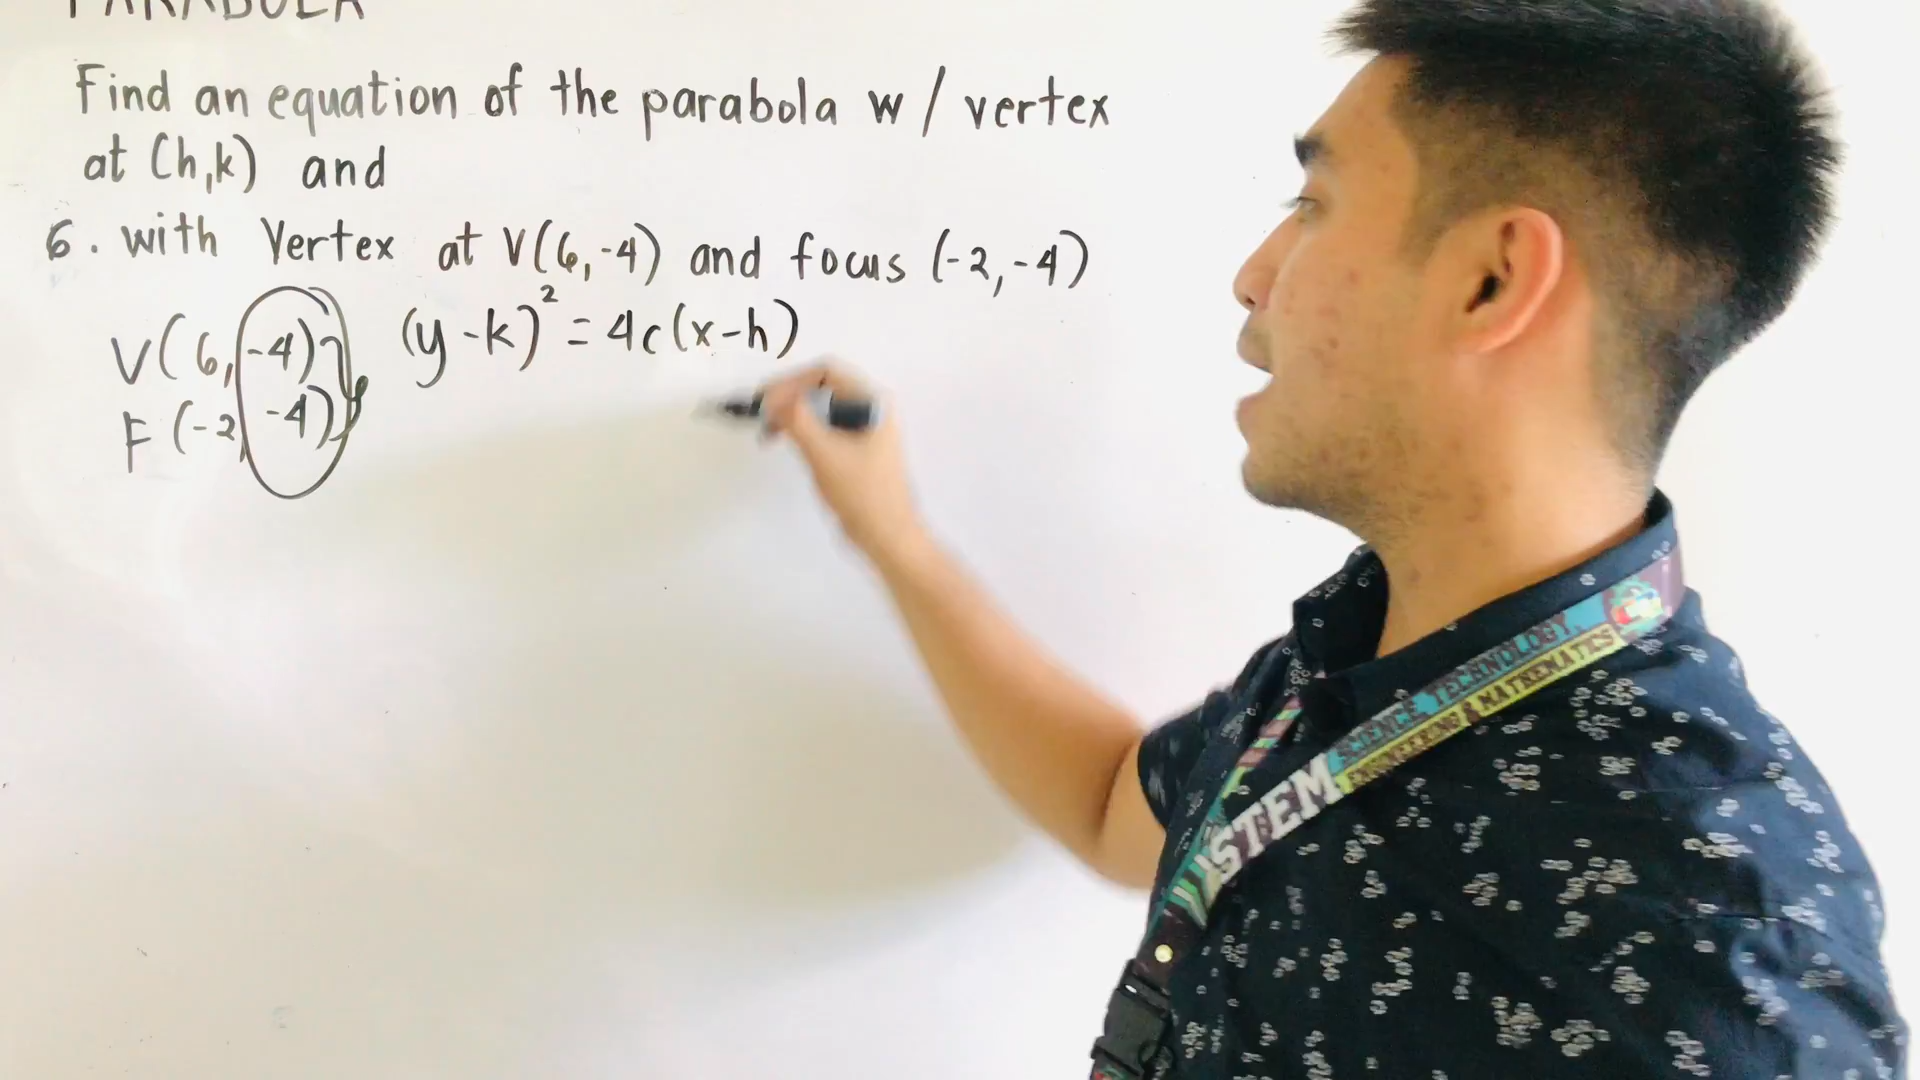 PARABOLA
Find an equation of the parabola w/ vertex
at (h,k) and
6. with Vertex at V(6,-4) and focus (-2,-4)
V(6,-4)
F(-2,-4)
(y-k)² = 4c(x-h)
SCIENCE, TECHNOLOGY,
ENGINEERING & MATHEMATICS
STEM